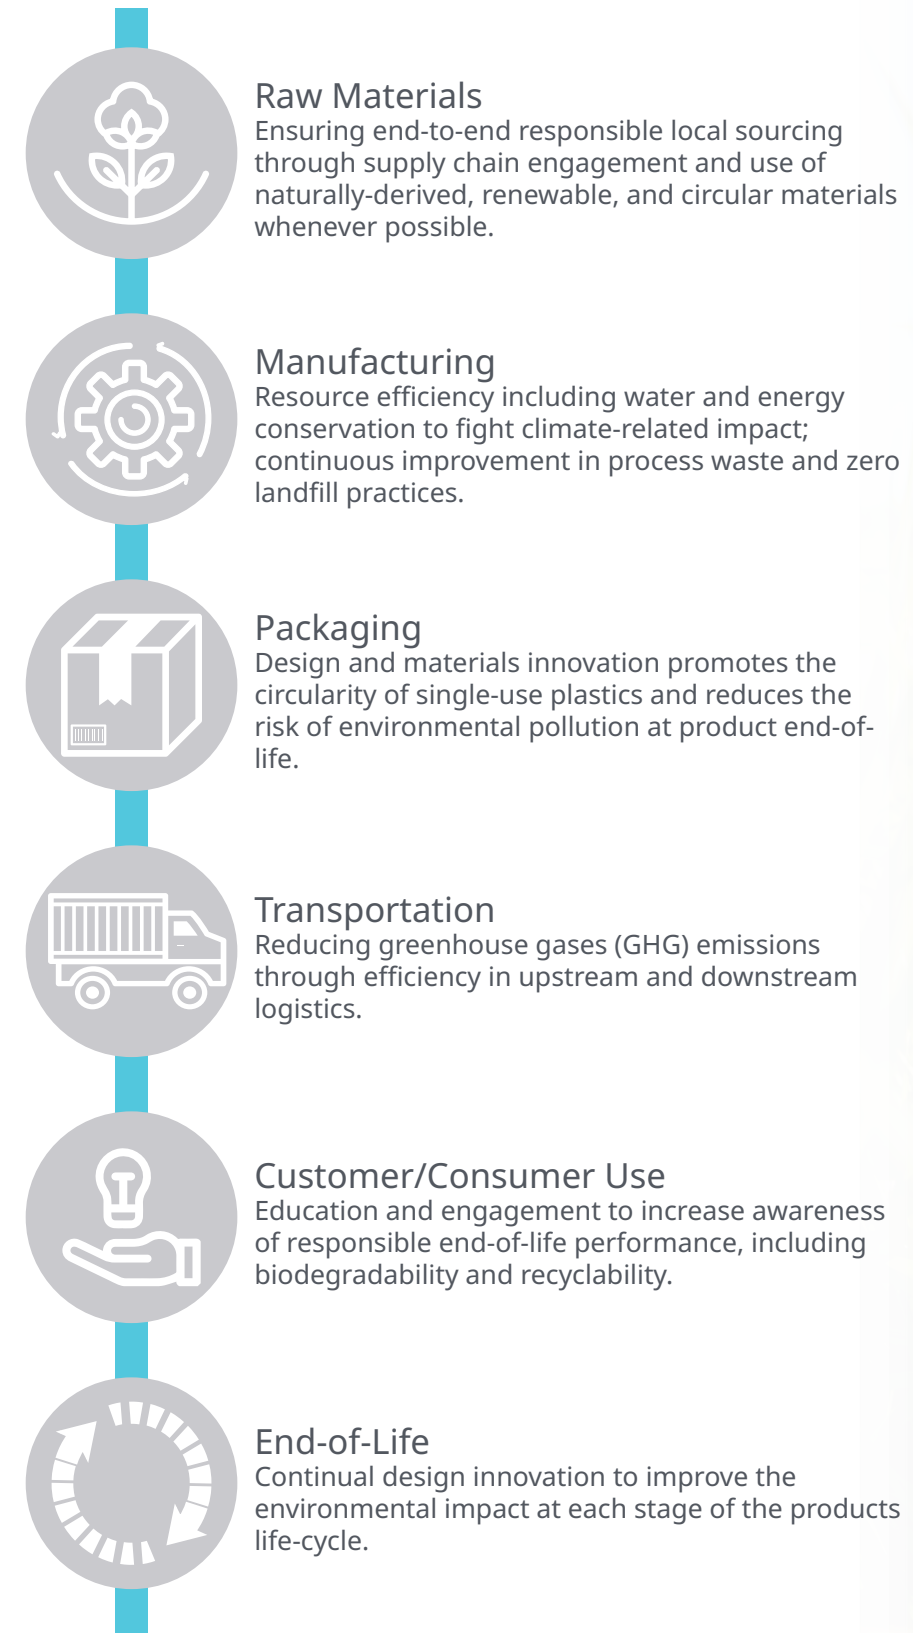 Raw Materials
Ensuring end-to-end responsible local sourcing
through supply chain engagement and use of
naturally-derived, renewable, and circular materials
whenever possible.
Manufacturing
Resource efficiency including water and energy
conservation to fight climate-related impact;
continuous improvement in process waste and zero
landfill practices.
Packaging
Design and materials innovation promotes the
circularity of single-use plastics and reduces the
risk of environmental pollution at product end-of-
life.
Transportation
Reducing greenhouse gases (GHG) emissions
through efficiency in upstream and downstream
logistics.
Customer/Consumer Use
Education and engagement to increase awareness
of responsible end-of-life performance, including
biodegradability and recyclability.
End-of-Life
Continual design innovation to improve the
environmental impact at each stage of the products
life-cycle.